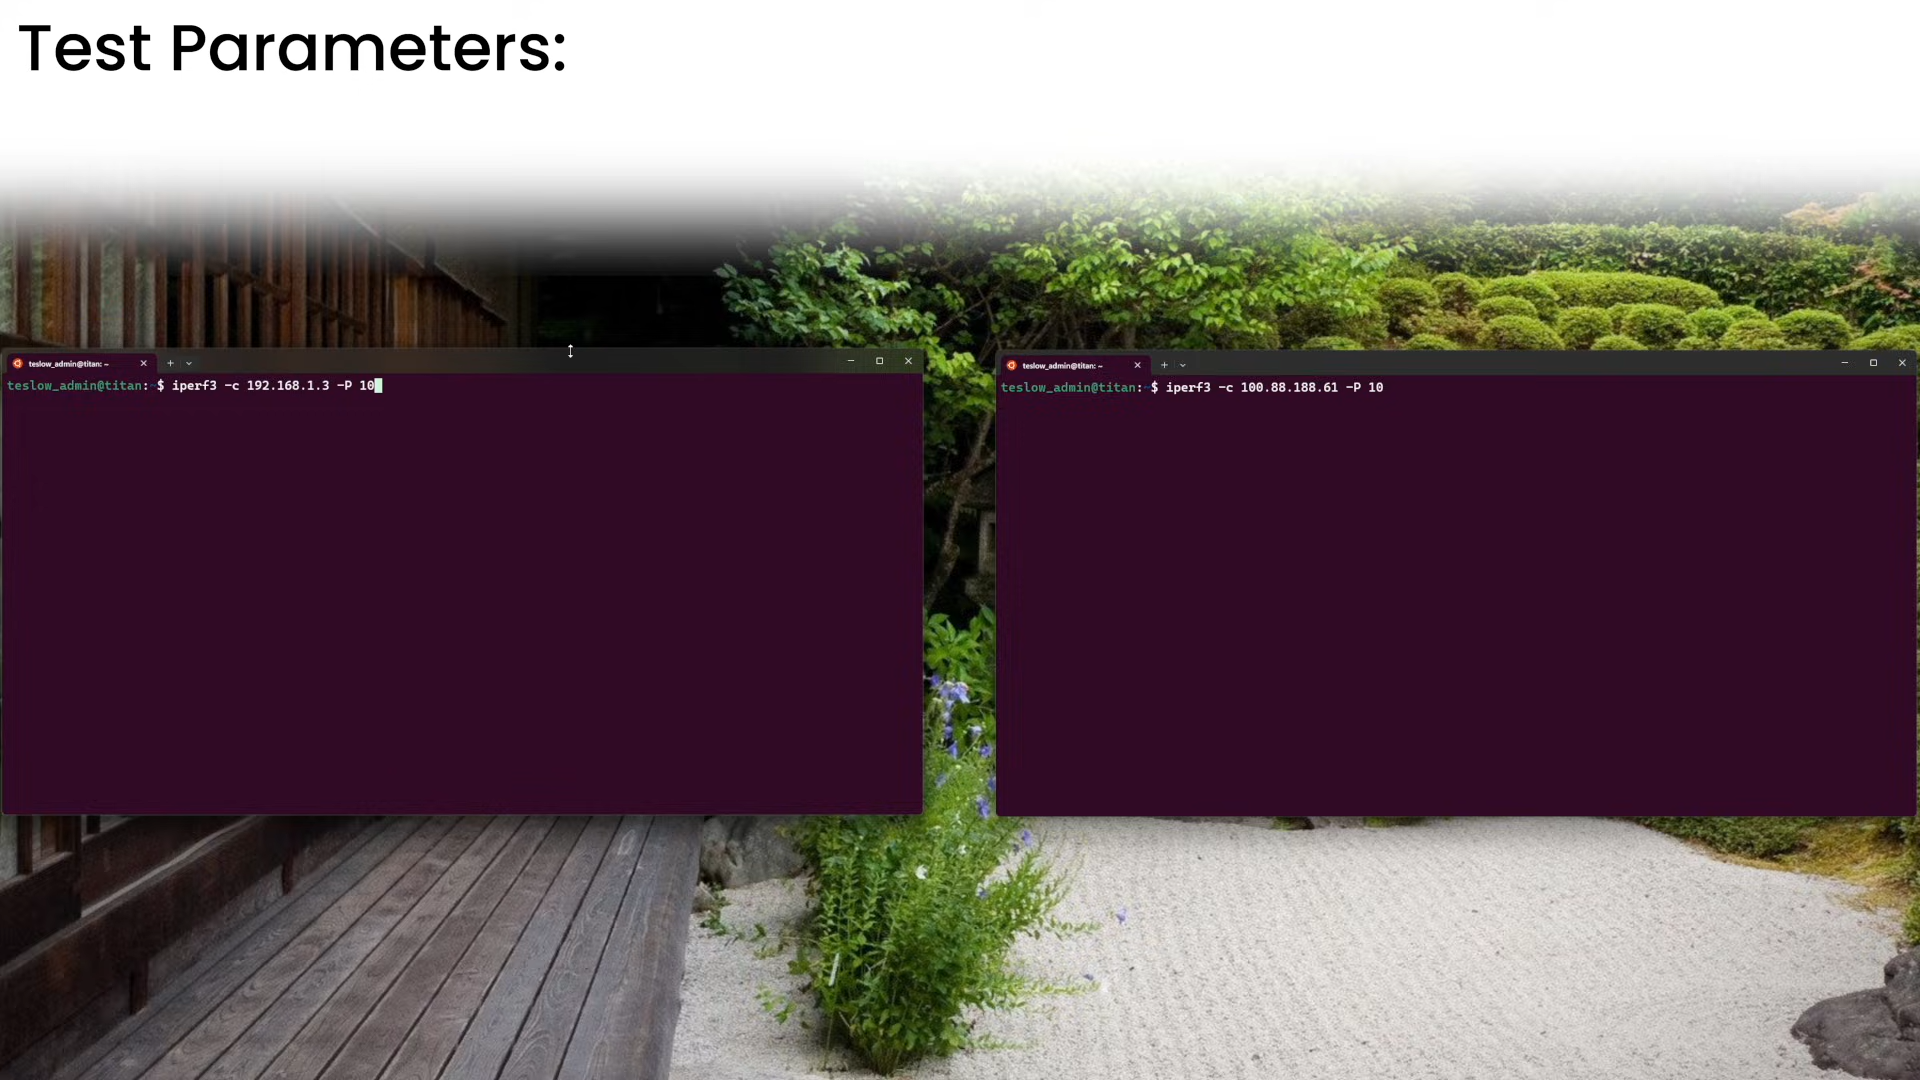 Test Parameters:
teslow_admin@titan: ~
teslow_admin@titan:~$ iperf3 -c 192.168.1.3 -P 10
teslow_admin@titan: ~
teslow_admin@titan:~$ iperf3 -c 100.88.188.61 -P 10